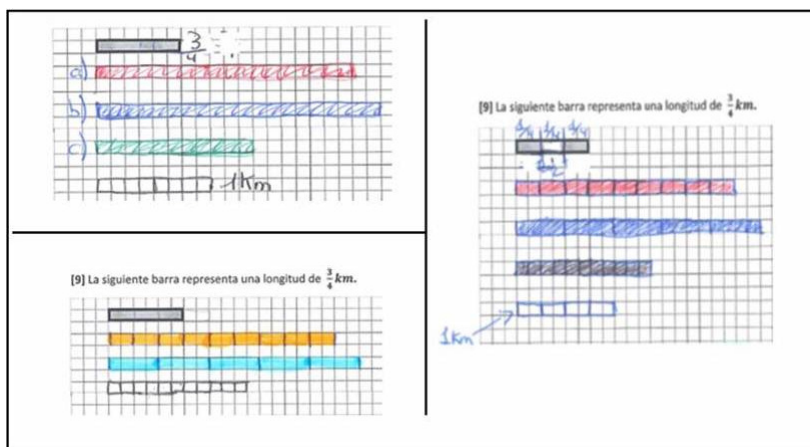 3/4
a)
b)
c)
1Km
[9] La siguiente barra representa una longitud de 3/4 km.
[9] La siguiente barra representa una longitud de 3/4 km.
1/4 1/4 1/4
1Km